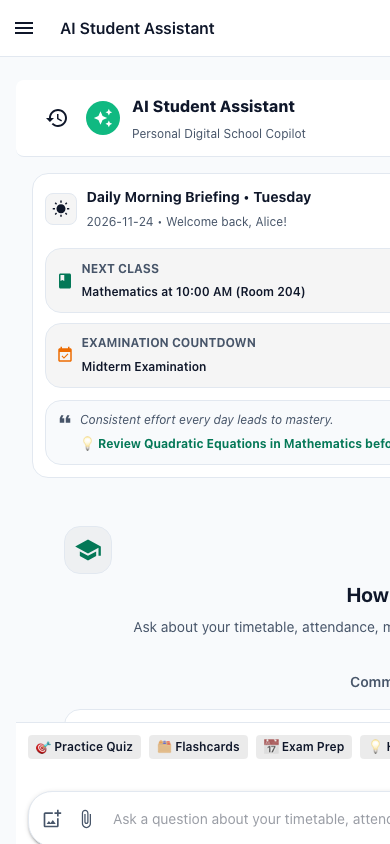 AI Student Assistant
AI Student Assistant
Personal Digital School Copilot
Daily Morning Briefing • Tuesday
2026-11-24 • Welcome back, Alice!
NEXT CLASS
Mathematics at 10:00 AM (Room 204)
EXAMINATION COUNTDOWN
Midterm Examination
Consistent effort every day leads to mastery.
💡 Review Quadratic Equations in Mathematics
How
Ask about your timetable, attendance,
🎯 Practice Quiz
Flashcards
📅 Exam Prep
Ask a question about your timetable,